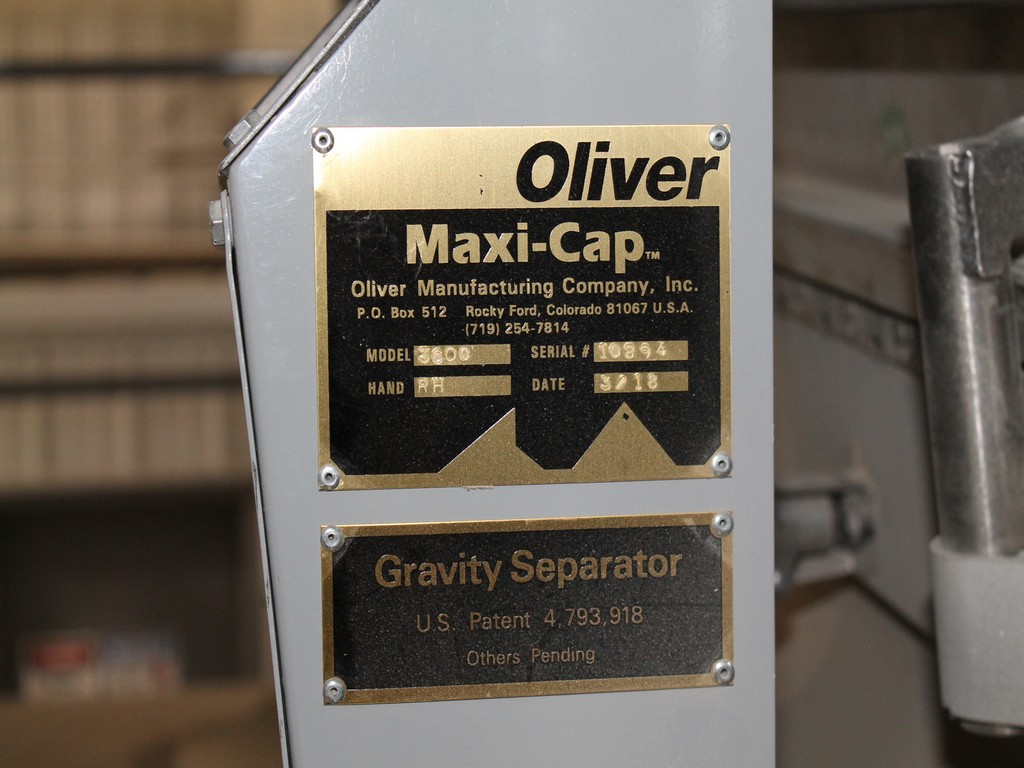 Oliver
Maxi-Cap™
Oliver Manufacturing Company, Inc.
P.O. Box 512 Rocky Ford, Colorado 81067 U.S.A.
(719) 254-7814
MODEL 3600 SERIAL # 10894
HAND RH DATE 3/18
Gravity Separator
U.S. Patent 4,793,918
Others Pending